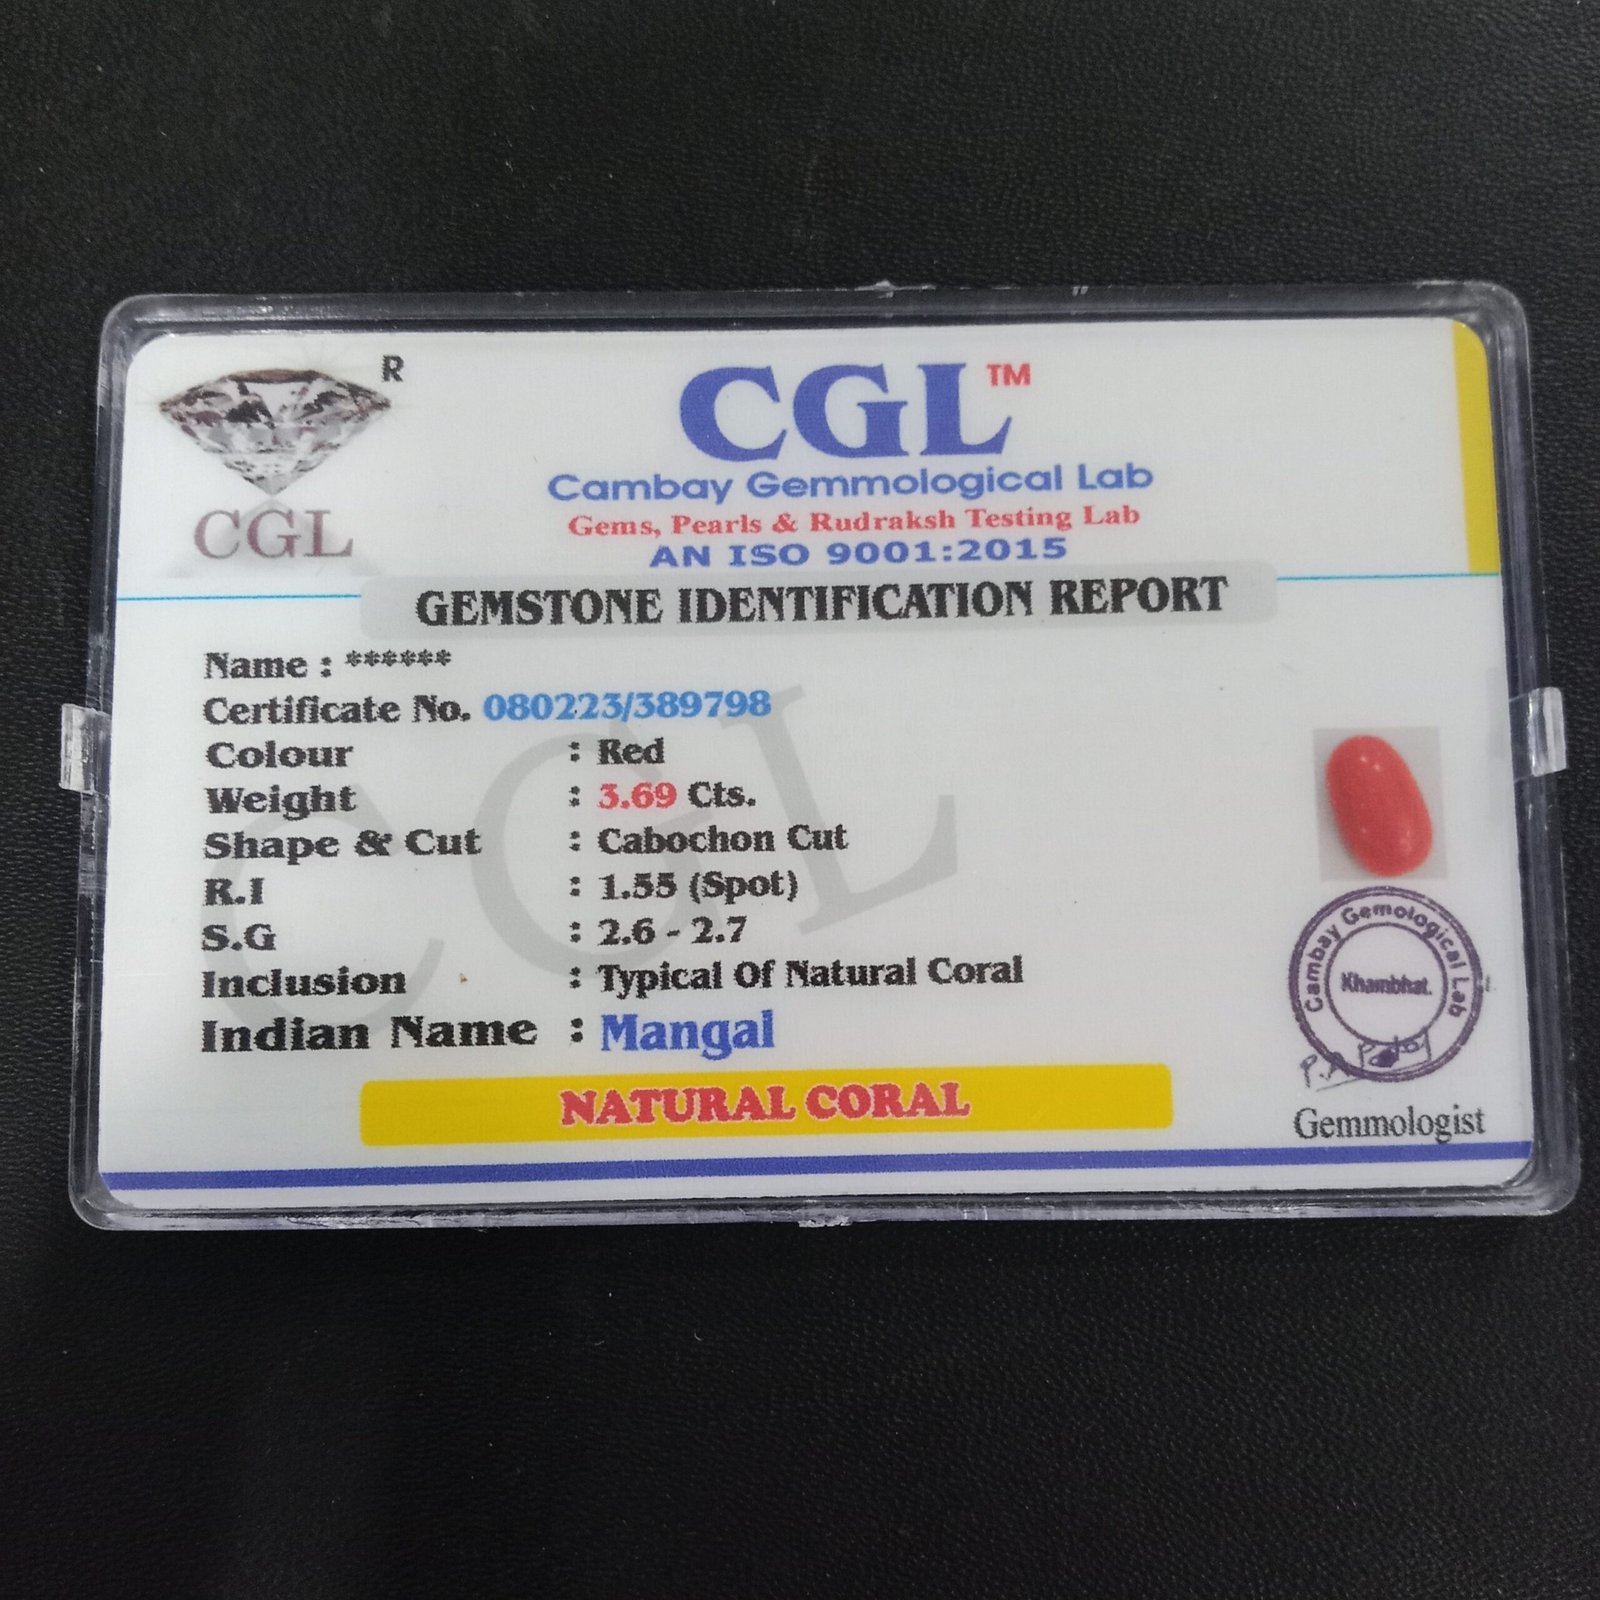 R
CGL
CGL™
Cambay Gemmological Lab
Gems, Pearls & Rudraksh Testing Lab
AN ISO 9001:2015
GEMSTONE IDENTIFICATION REPORT
Name : ******
Certificate No. 080223/389798
Colour : Red
Weight : 3.69 Cts.
Shape & Cut : Cabochon Cut
R.I : 1.55 (Spot)
S.G : 2.6 - 2.7
Inclusion : Typical Of Natural Coral
Indian Name : Mangal
NATURAL CORAL
CGL
Cambay Gemological Lab
Khambhat.
Gemmologist